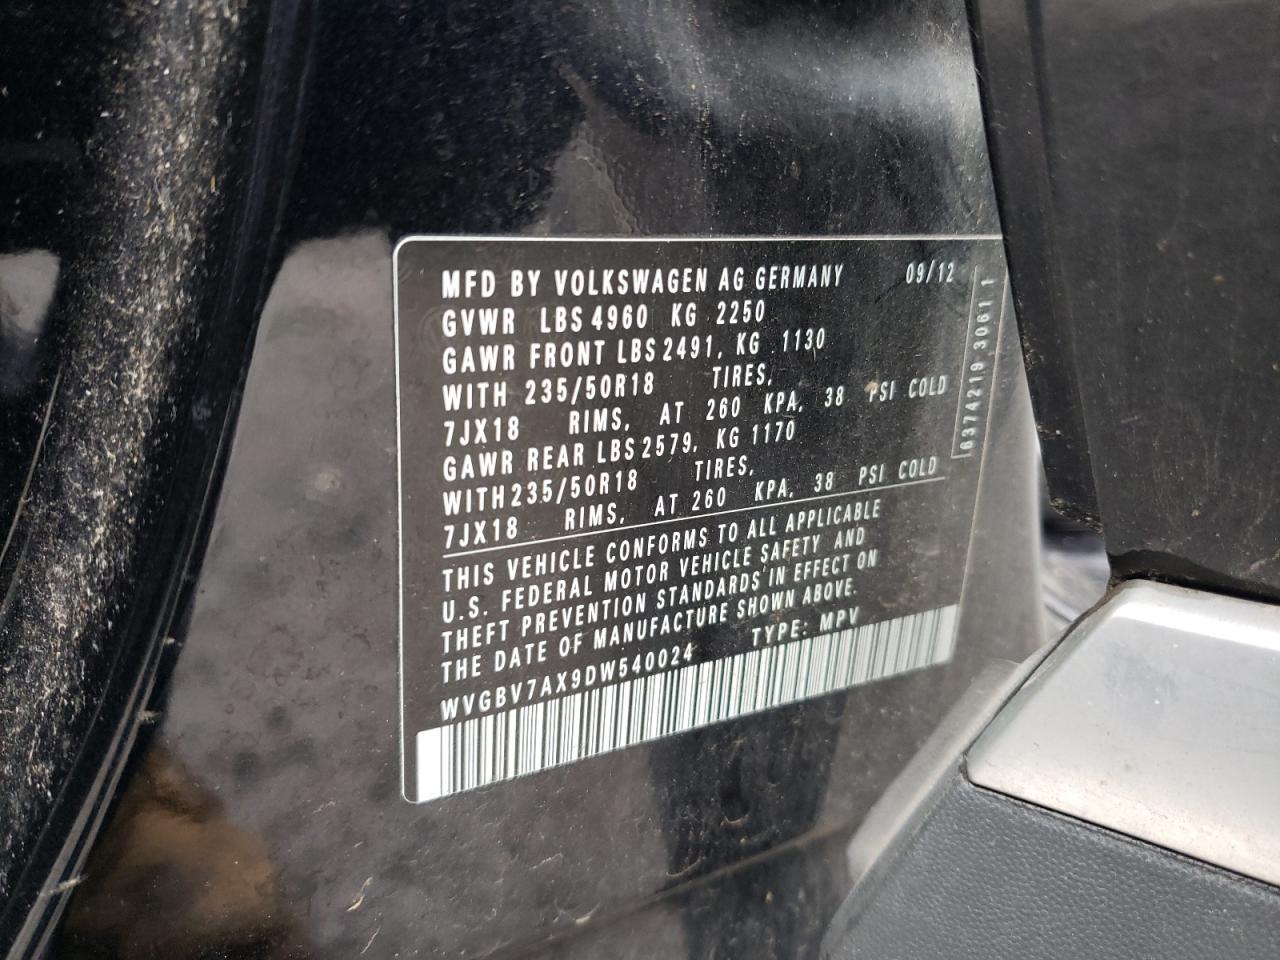 MFD BY VOLKSWAGEN AG GERMANY 09/12
GVWR LBS 4960 KG 2250
GAWR FRONT LBS 2491, KG 1130
WITH 235/50R18 TIRES,
7JX18 RIMS, AT 260 KPA, 38 PSI COLD
GAWR REAR LBS 2579, KG 1170
WITH 235/50R18 TIRES,
7JX18 RIMS, AT 260 KPA, 38 PSI COLD
THIS VEHICLE CONFORMS TO ALL APPLICABLE
U.S. FEDERAL MOTOR VEHICLE SAFETY AND
THEFT PREVENTION STANDARDS IN EFFECT ON
THE DATE OF MANUFACTURE SHOWN ABOVE.
WVGBV7AX9DW540024 TYPE: MPV
6374219 3061 1